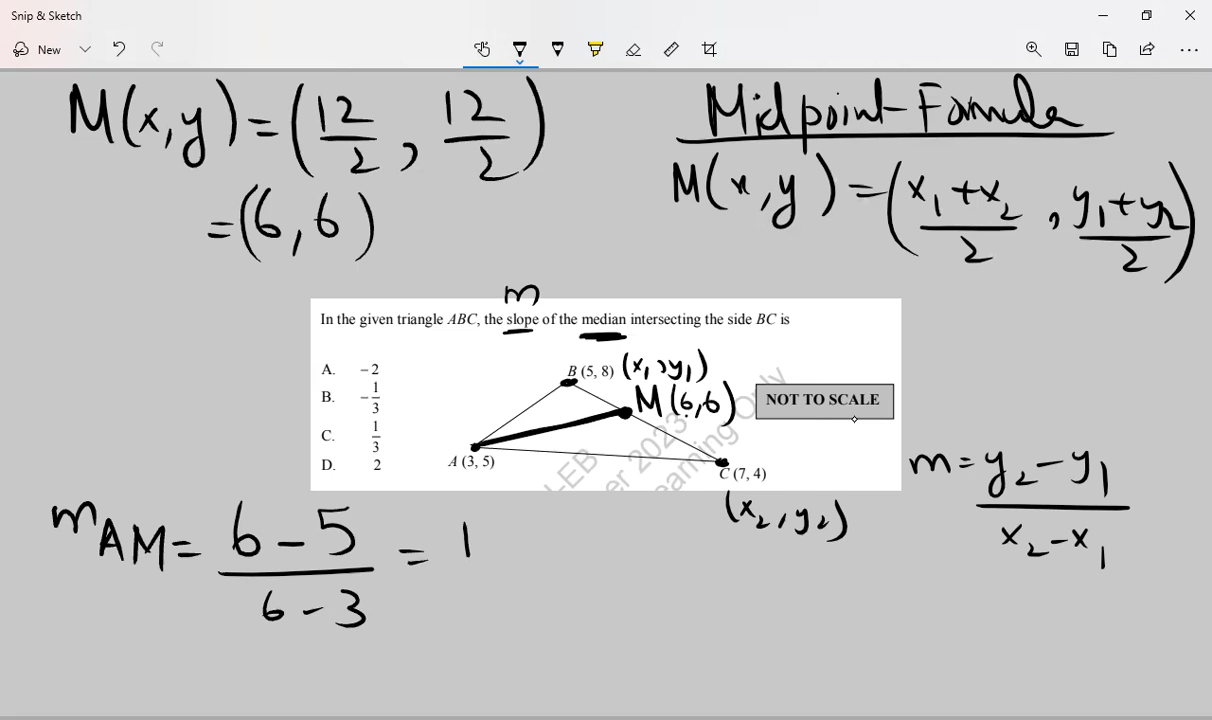 Snip & Sketch
New
M(x,y) = (12/2, 12/2)
= (6,6)
Midpoint-Formula
M(x,y) = (x₁+x₂/2, y₁+y₂/2)
m
In the given triangle ABC, the slope of the median intersecting the side BC is
A. −2
B. −1/3
C. 1/3
D. 2
B (5, 8) (x₁,y₁)
M(6,6)
NOT TO SCALE
A (3, 5)
C (7, 4)
(x₂,y₂)
m = y₂−y₁/x₂−x₁
mAM = 6−5/6−3 = 1